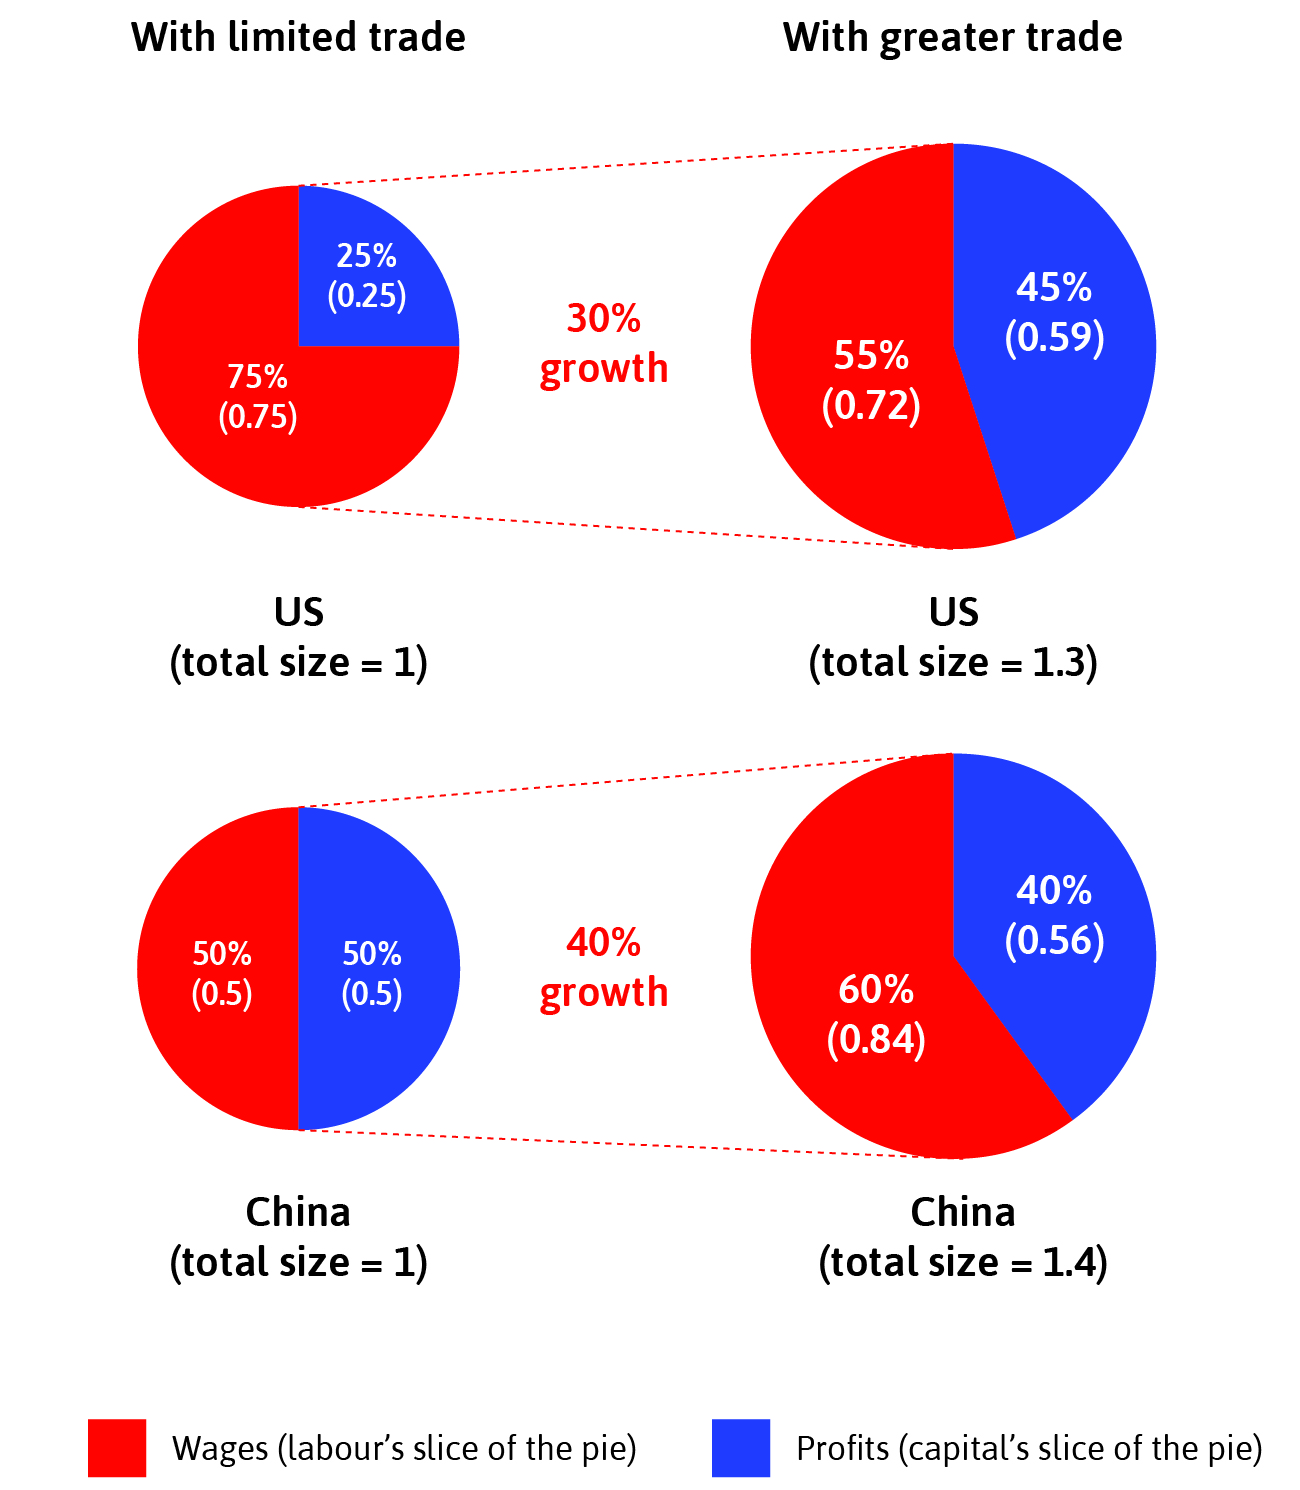 With limited trade
With greater trade
25%
(0.25)
75%
(0.75)
30%
growth
45%
(0.59)
55%
(0.72)
US
(total size = 1)
US
(total size = 1.3)
50%
(0.5)
50%
(0.5)
40%
growth
40%
(0.56)
60%
(0.84)
China
(total size = 1)
China
(total size = 1.4)
Wages (labour’s slice of the pie)
Profits (capital’s slice of the pie)